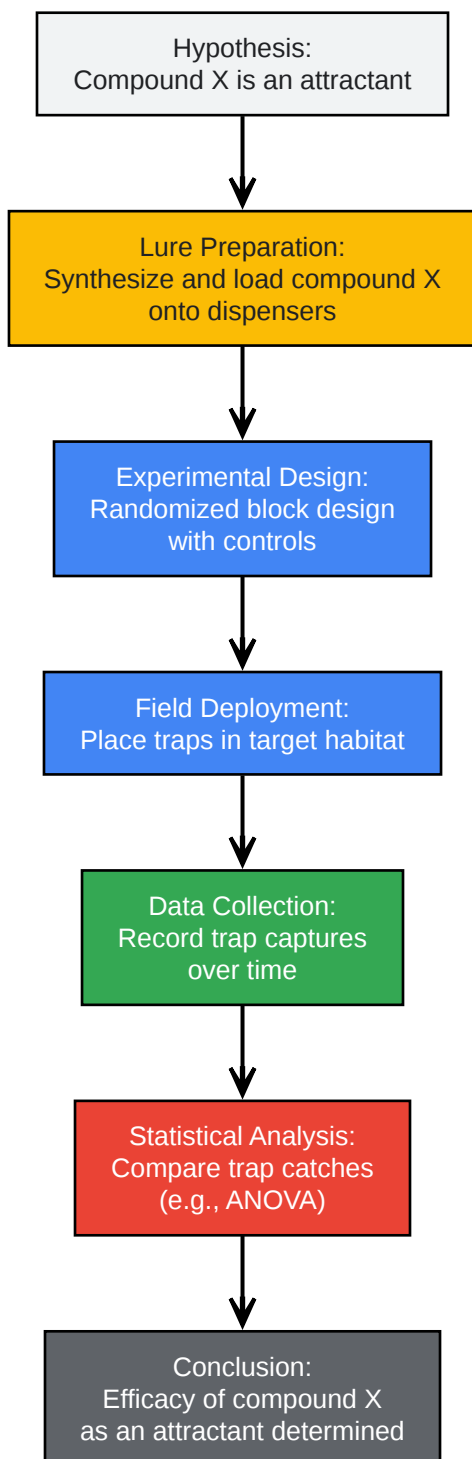 Hypothesis:
Compound X is an attractant
Lure Preparation:
Synthesize and load compound X
onto dispensers
Experimental Design:
Randomized block design
with controls
Field Deployment:
Place traps in target habitat
Data Collection:
Record trap captures
over time
Statistical Analysis:
Compare trap catches
(e.g., ANOVA)
Conclusion:
Efficacy of compound X
as an attractant determined